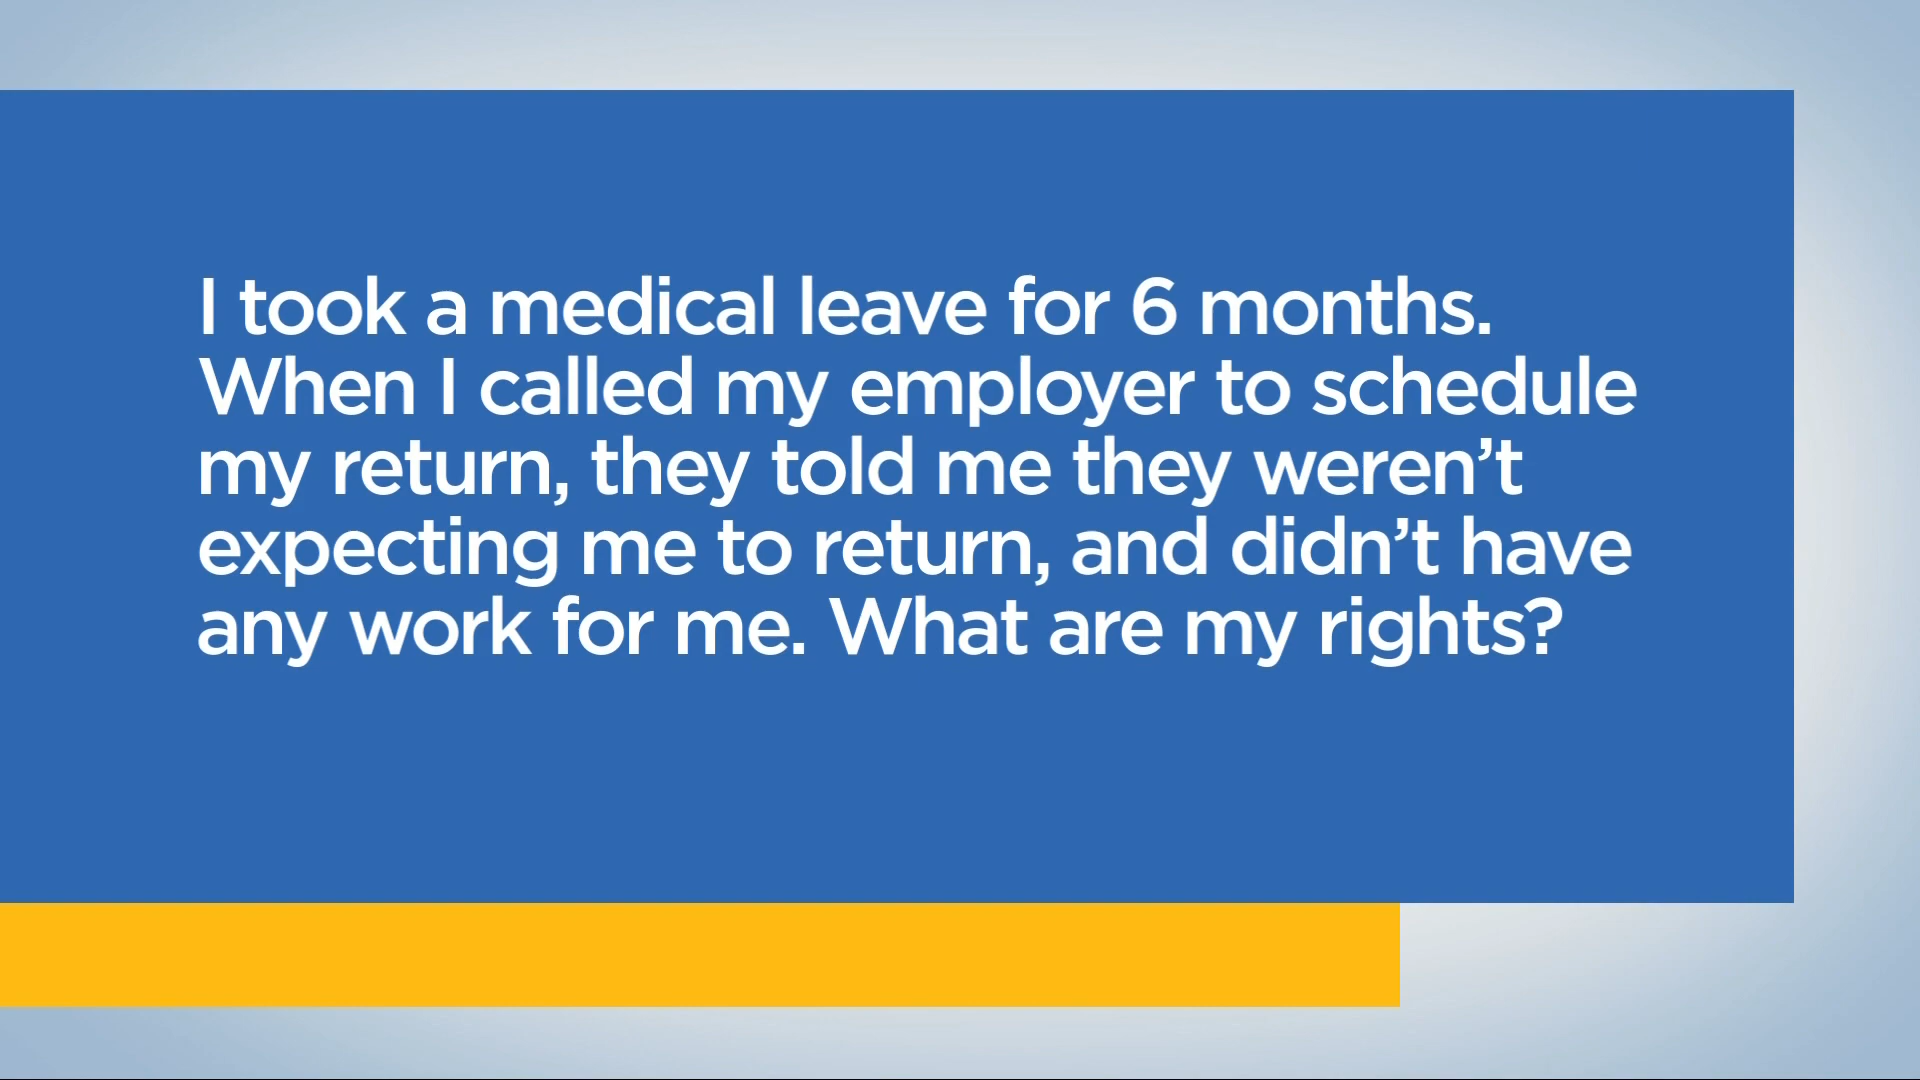 I took a medical leave for 6 months.
When I called my employer to schedule
my return, they told me they weren’t
expecting me to return, and didn’t have
any work for me. What are my rights?